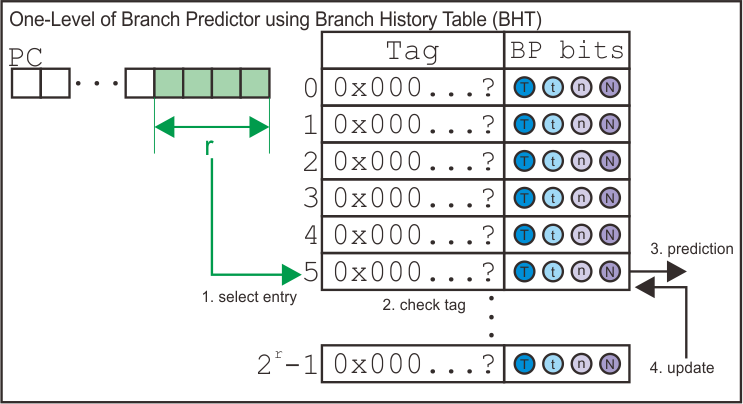 One-Level of Branch Predictor using Branch History Table (BHT)
PC
Tag BP bits
0 0x000...? T t n N
1 0x000...? T t n N
2 0x000...? T t n N
3 0x000...? T t n N
4 0x000...? T t n N
5 0x000...? T t n N
r
1. select entry
2. check tag
3. prediction
4. update
2^r-1 0x000...? T t n N